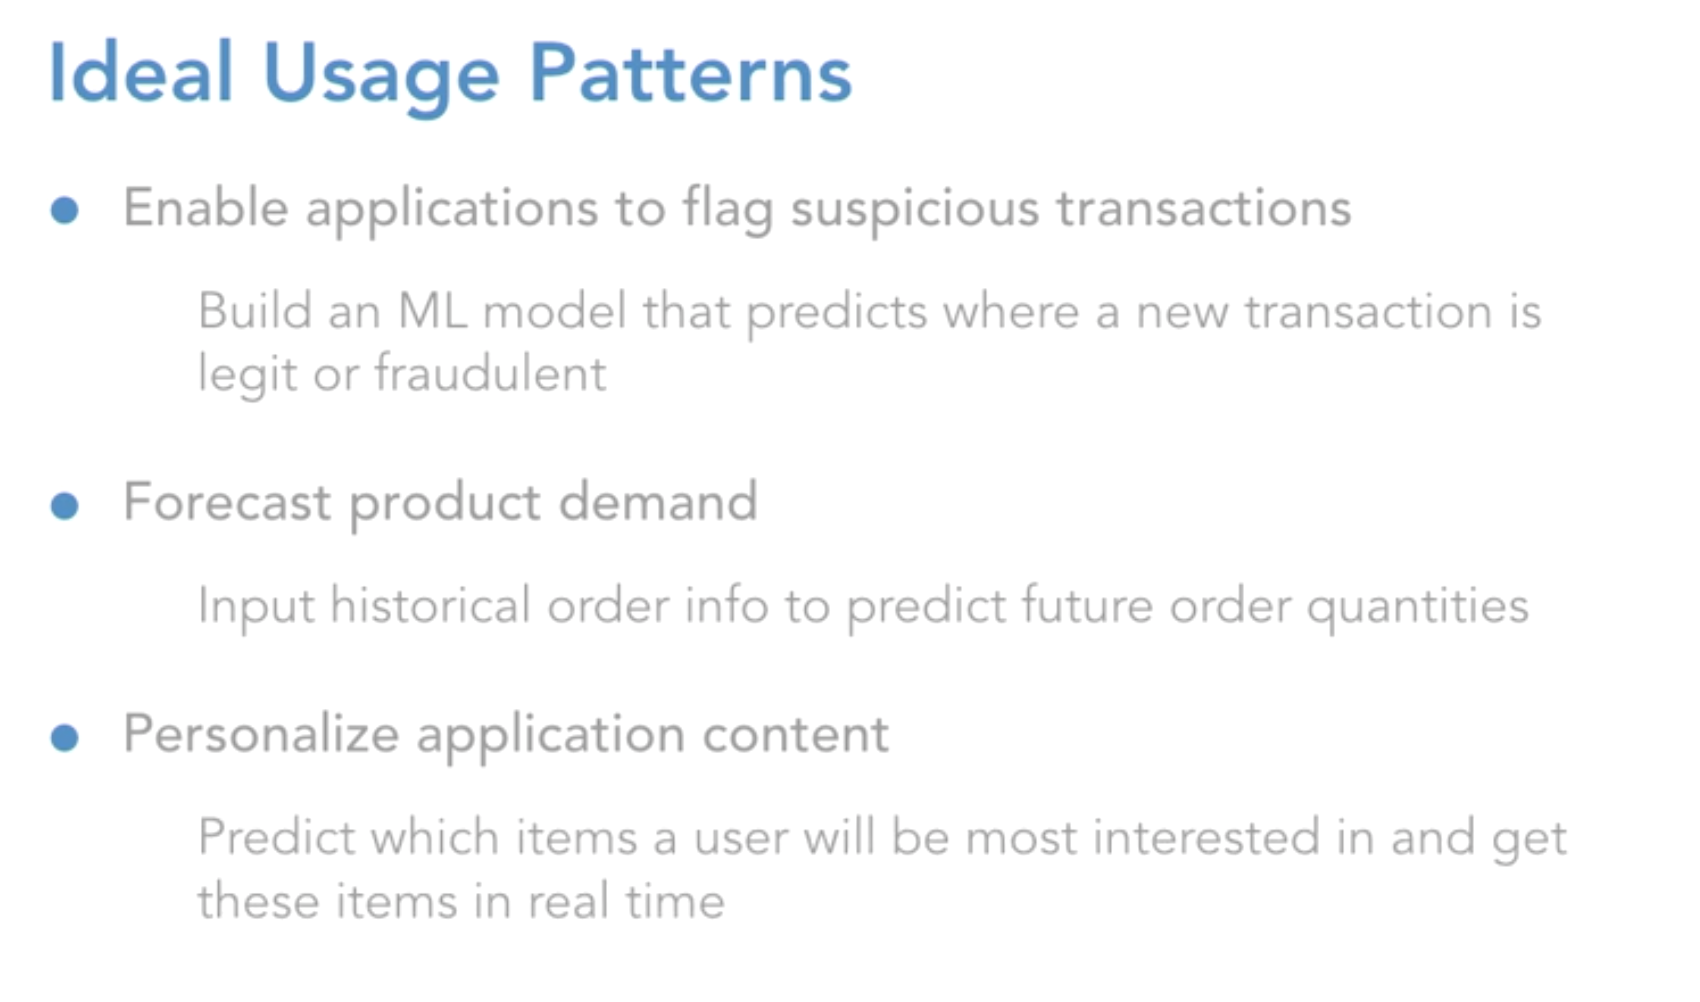 Ideal Usage Patterns
Enable applications to flag suspicious transactions
Build an ML model that predicts where a new transaction is
legit or fraudulent
Forecast product demand
Input historical order info to predict future order quantities
Personalize application content
Predict which items a user will be most interested in and get
these items in real time